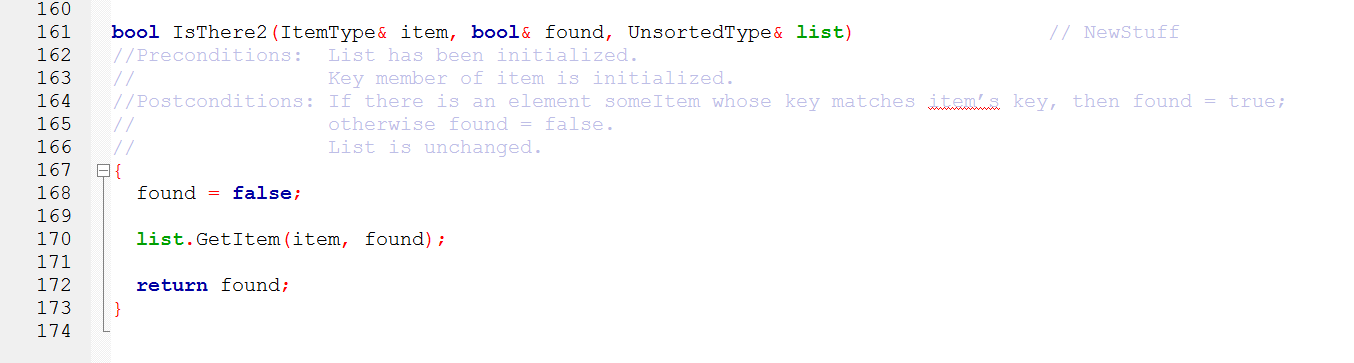 160
161 bool IsThere2(ItemType& item, bool& found, UnsortedType& list) // NewStuff
162 //Preconditions: List has been initialized.
163 // Key member of item is initialized.
164 //Postconditions: If there is an element someItem whose key matches item’s key, then found = true;
165 // otherwise found = false.
166 // List is unchanged.
167 {
168 found = false;
169
170 list.GetItem(item, found);
171
172 return found;
173 }
174